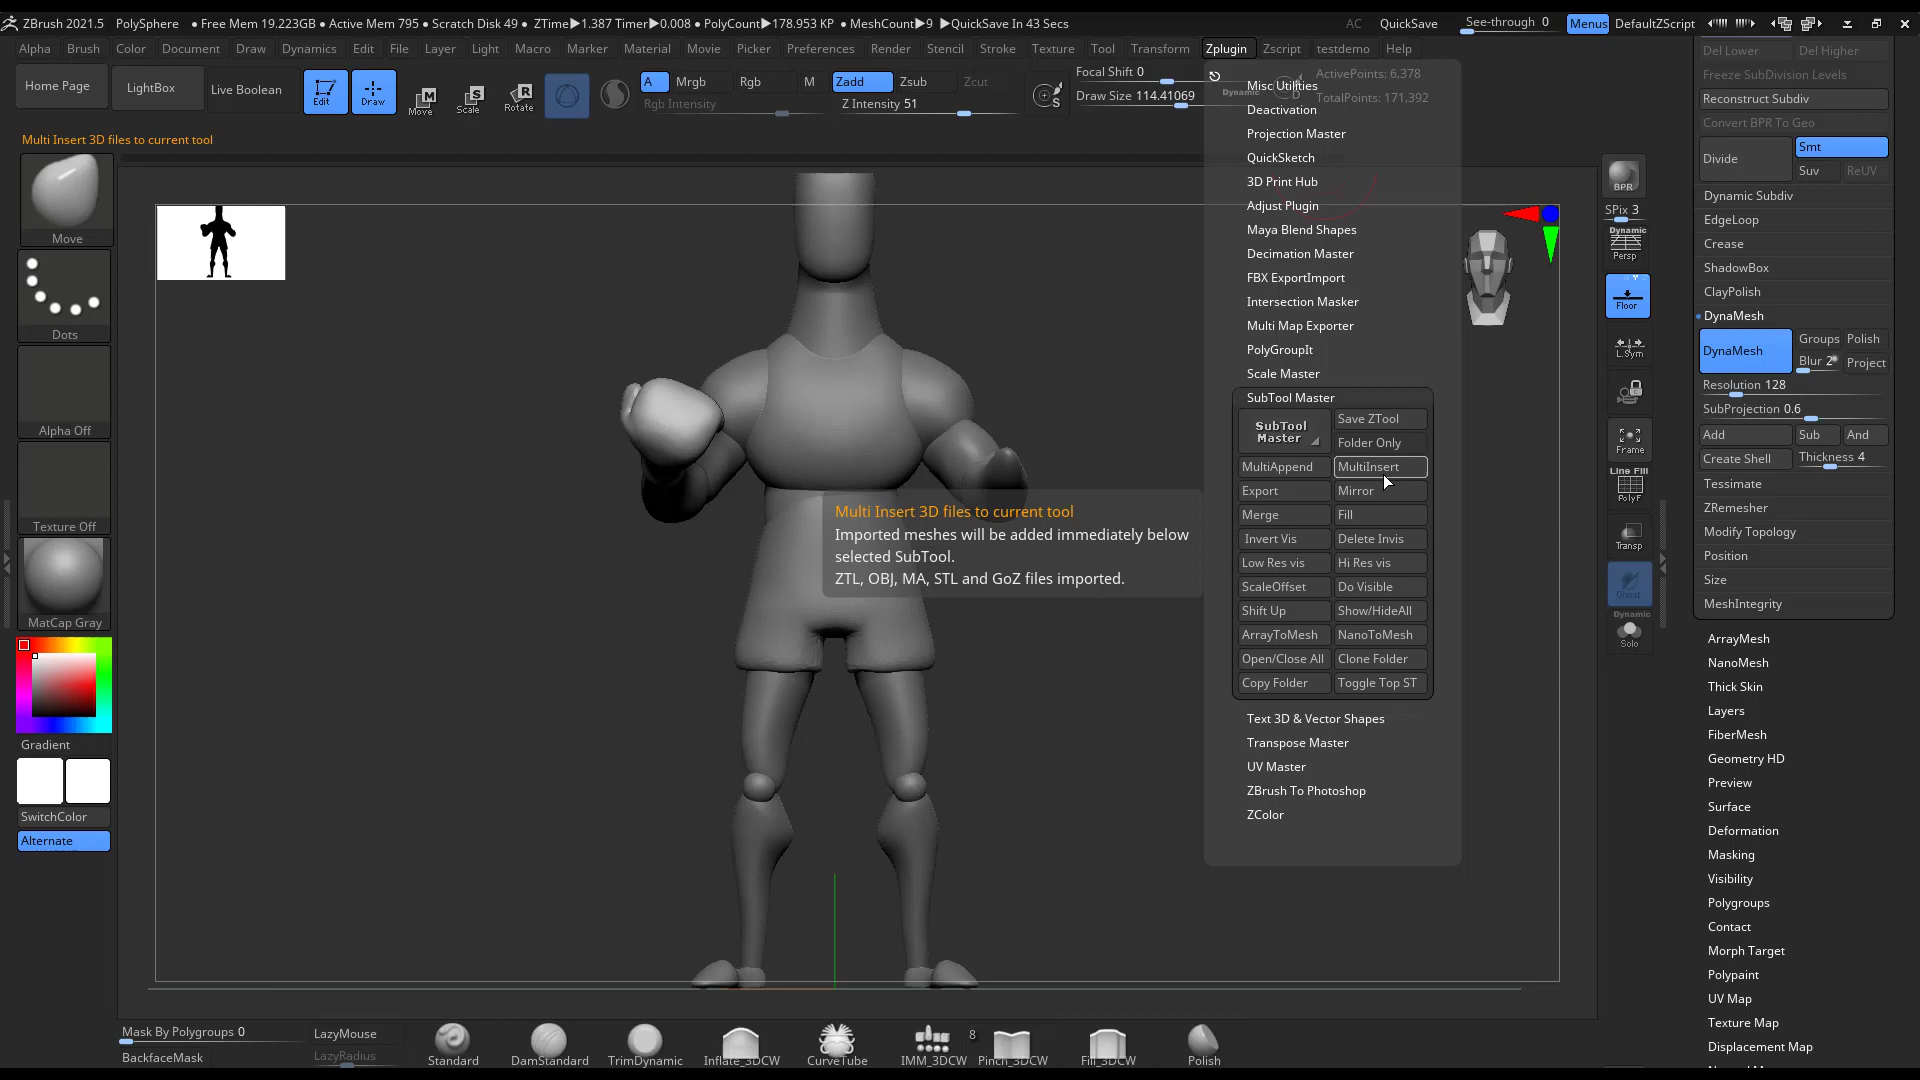 ZBrush 2021.5 PolySphere ● Free Mem 19.223GB ● Active Mem 795 ● Scratch Disk 49 ● ZTime▶1.387 Timer▶0.008 ● PolyCount▶178.953 KP ● MeshCount▶9 ▶QuickSave In 43 Secs AC QuickSave See-through 0 Menus DefaultZScript
Alpha Brush Color Document Draw Dynamics Edit File Layer Light Macro Marker Material Movie Picker Preferences Render Stencil Stroke Texture Tool Transform Zplugin Zscript testdemo Help
Home Page LightBox Live Boolean Edit Draw Move Scale Rotate
A Mrgb Rgb M Zadd Zsub Zcut
Rgb Intensity Z Intensity 51
Focal Shift 0
Draw Size 114.41069
Dynamic
ActivePoints: 6,378
TotalPoints: 171,392
Multi Insert 3D files to current tool
Move
Dots
Alpha Off
Texture Off
MatCap Gray
Gradient
SwitchColor
Alternate
Misc Utilities
Deactivation
Projection Master
QuickSketch
3D Print Hub
Adjust Plugin
Maya Blend Shapes
Decimation Master
FBX ExportImport
Intersection Masker
Multi Map Exporter
PolyGroupIt
Scale Master
SubTool Master
SubTool Master
Save ZTool
Folder Only
MultiAppend MultiInsert
Export Mirror
Merge Fill
Invert Vis Delete Invis
Low Res vis Hi Res vis
ScaleOffset Do Visible
Shift Up Show/HideAll
ArrayToMesh NanoToMesh
Open/Close All Clone Folder
Copy Folder Toggle Top ST
Text 3D & Vector Shapes
Transpose Master
UV Master
ZBrush To Photoshop
ZColor
Multi Insert 3D files to current tool
Imported meshes will be added immediately below
selected SubTool.
ZTL, OBJ, MA, STL and GoZ files imported.
BPR
SPix 3
Dynamic
Persp
Floor
L.Sym
Frame
Line Fill
PolyF
Transp
Ghost
Dynamic
Solo
Del Lower Del Higher
Freeze SubDivision Levels
Reconstruct Subdiv
Convert BPR To Geo
Divide Smt
Suv ReUV
Dynamic Subdiv
EdgeLoop
Crease
ShadowBox
ClayPolish
DynaMesh
DynaMesh Groups Polish
Blur 2 Project
Resolution 128
SubProjection 0.6
Add Sub And
Create Shell Thickness 4
Tessimate
ZRemesher
Modify Topology
Position
Size
MeshIntegrity
ArrayMesh
NanoMesh
Thick Skin
Layers
FiberMesh
Geometry HD
Preview
Surface
Deformation
Masking
Visibility
Polygroups
Contact
Morph Target
Polypaint
UV Map
Texture Map
Displacement Map
Mask By Polygroups 0 LazyMouse
BackfaceMask LazyRadius
8
Standard DamStandard TrimDynamic Inflate_3DCW CurveTube IMM_3DCW Pinch_3DCW Fill_3DCW Polish